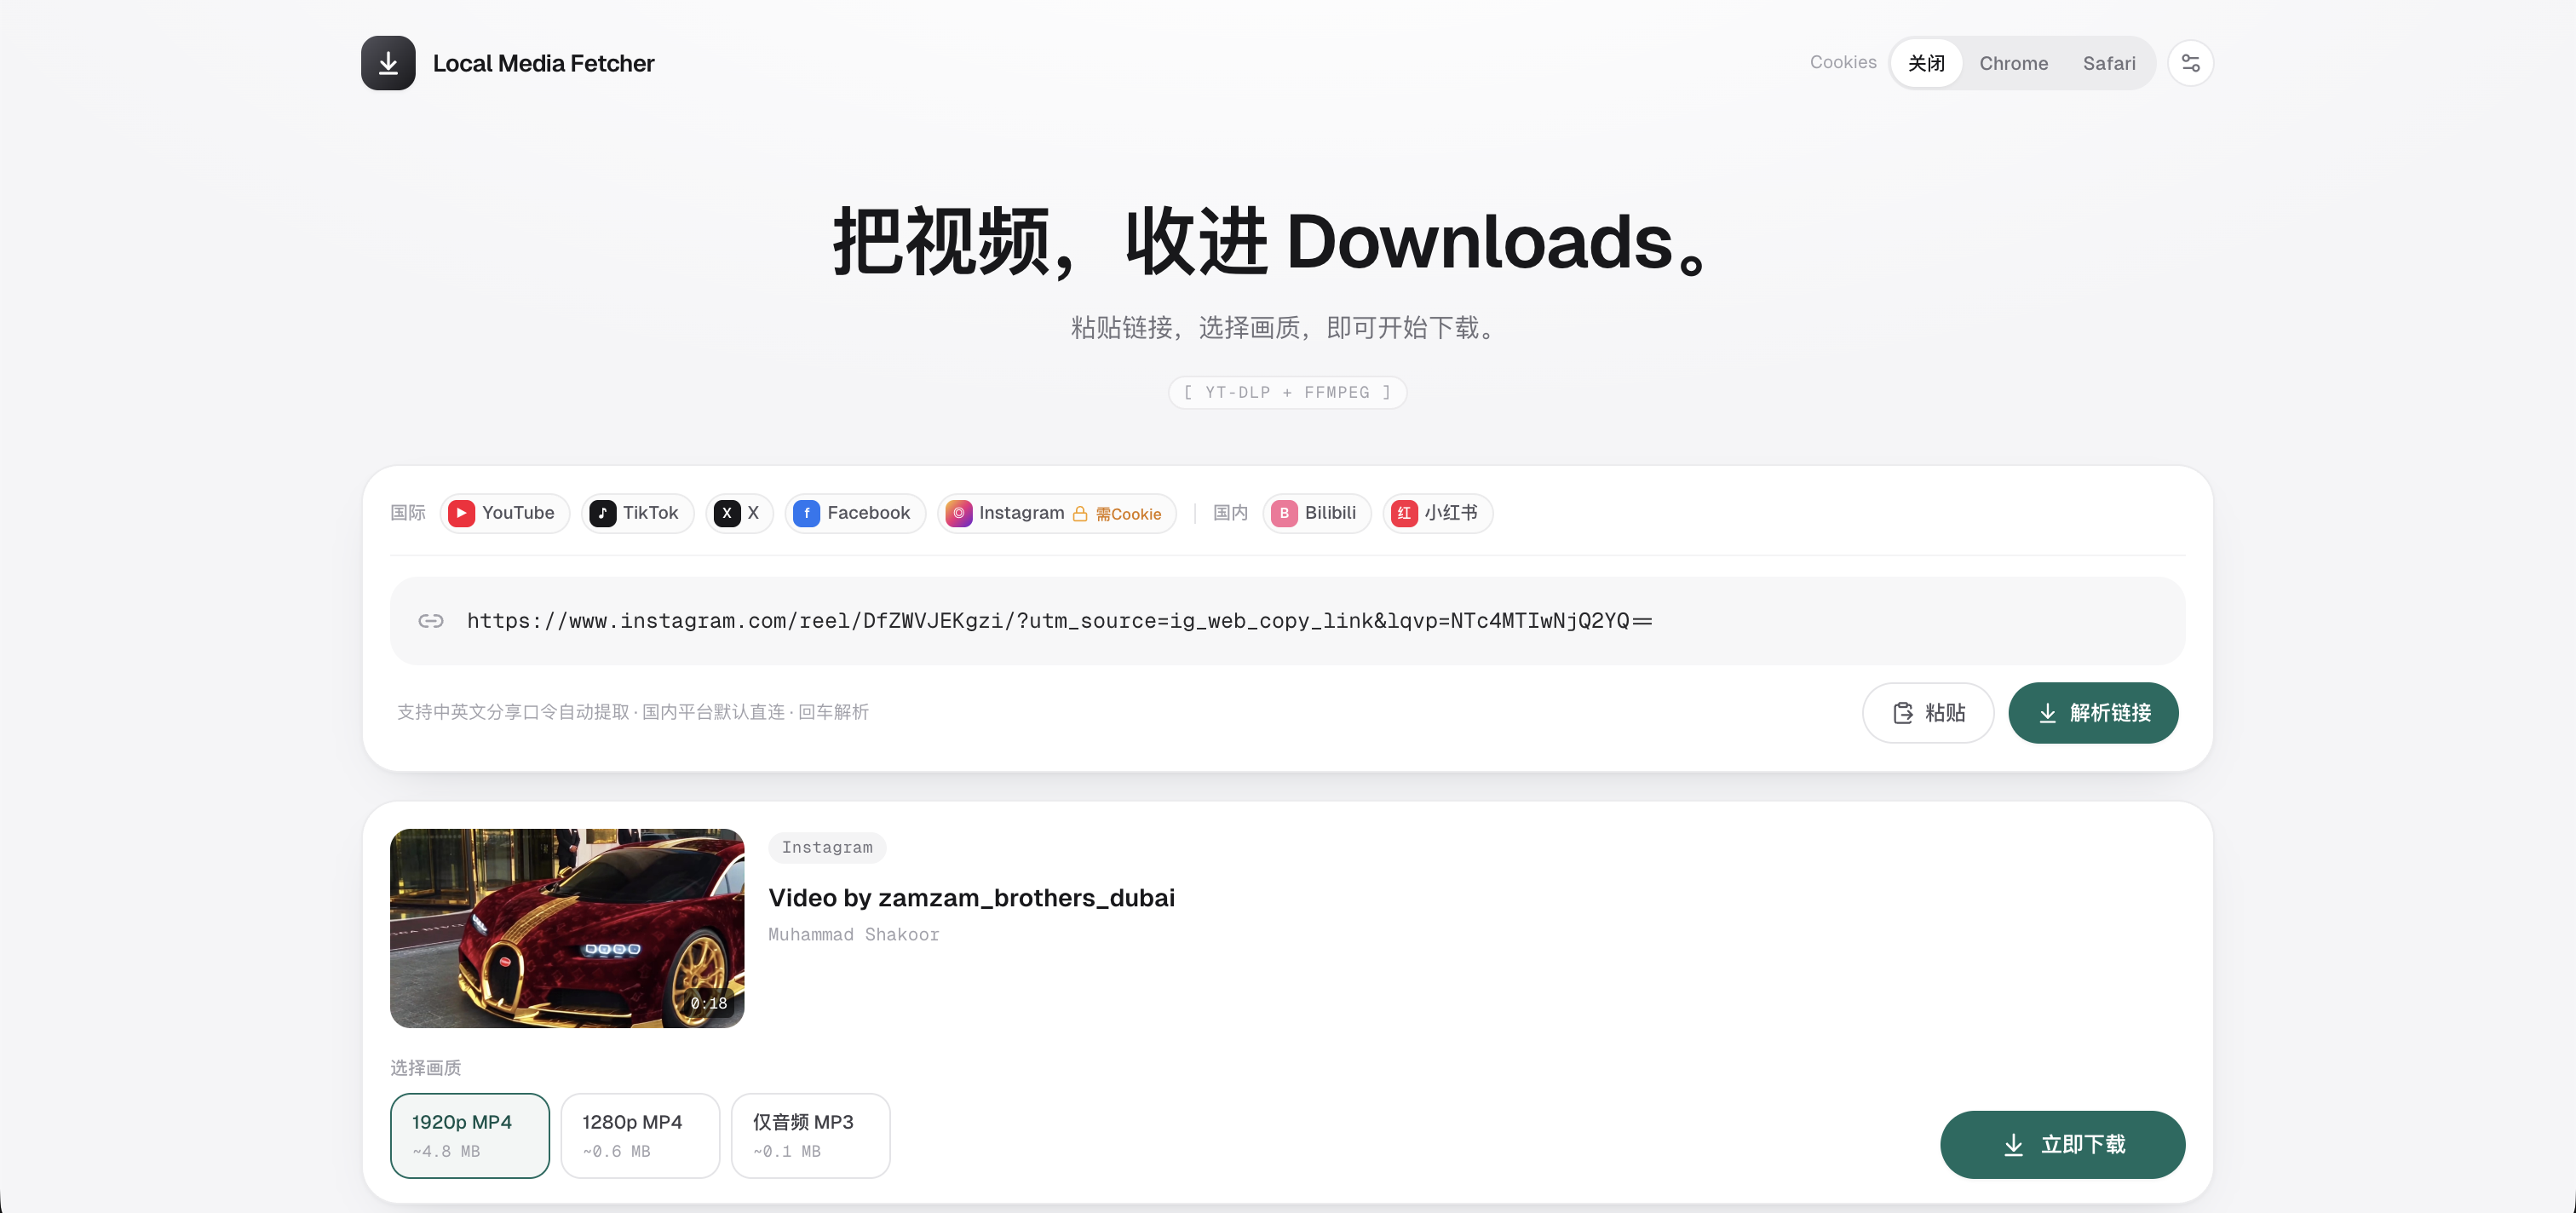 Local Media Fetcher
Cookies 关闭 Chrome Safari
把视频，收进 Downloads。
粘贴链接，选择画质，即可开始下载。
[ YT-DLP + FFMPEG ]
国际 YouTube TikTok X X f Facebook Instagram 需Cookie 国内 B Bilibili 红 小红书
https://www.instagram.com/reel/DfZWVJEKgzi/?utm_source=ig_web_copy_link&lqvp=NTc4MTIwNjQ2YQ==
支持中英文分享口令自动提取 · 国内平台默认直连 · 回车解析
粘贴 解析链接
Instagram
Video by zamzam_brothers_dubai
Muhammad Shakoor
0:18
选择画质
1920p MP4
~4.8 MB
1280p MP4
~0.6 MB
仅音频 MP3
~0.1 MB
立即下载